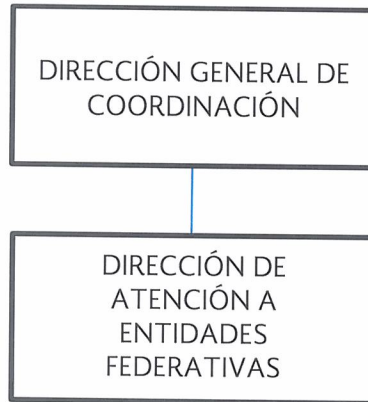 DIRECCIÓN GENERAL DE
COORDINACIÓN
DIRECCIÓN DE
ATENCIÓN A
ENTIDADES
FEDERATIVAS